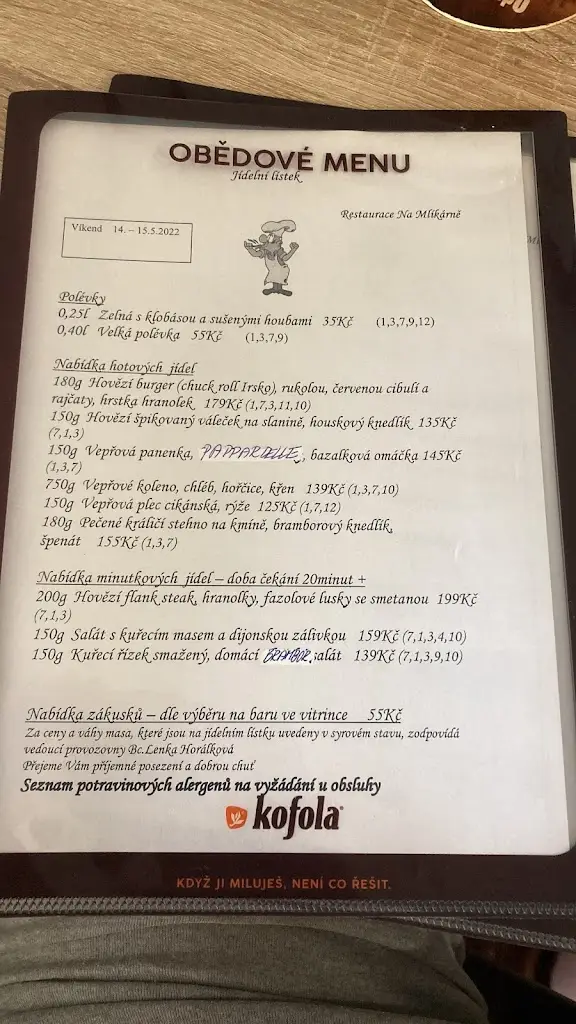 OBĚDOVÉ MENU
Jídelní lístek
Restaurace Na Mlíkárně
Víkend 14. – 15.5.2022
Polévky
0,25l Zelná s klobásou a sušenými houbami 35Kč (1,3,7,9,12)
0,40l Velká polévka 55Kč (1,3,7,9)
Nabídka hotových jídel
180g Hovězí burger (chuck roll Irsko), rukolou, červenou cibulí a
rajčaty, hrstka hranolek 179Kč (1,7,3,11,10)
150g Hovězí špikovaný váleček na slanině, houskový knedlík 135Kč
(7,1,3)
150g Vepřová panenka, PAPPARDELLE, bazalková omáčka 145Kč
(1,3,7)
750g Vepřové koleno, chléb, hořčice, křen 139Kč (1,3,7,10)
150g Vepřová plec cikánská, rýže 125Kč (1,7,12)
180g Pečené králičí stehno na kmíně, bramborový knedlík,
špenát 155Kč (1,3,7)
Nabídka minutkových jídel – doba čekání 20minut +
200g Hovězí flank steak, hranolky, fazolové lusky se smetanou 199Kč
(7,1,3)
150g Salát s kuřecím masem a dijonskou zálivkou 159Kč (7,1,3,4,10)
150g Kuřecí řízek smažený, domácí BRAMBOR. salát 139Kč (7,1,3,9,10)
Nabídka zákusků – dle výběru na baru ve vitrince 55Kč
Za ceny a váhy masa, které jsou na jídelním lístku uvedeny v syrovém stavu, zodpovídá
vedoucí provozovny Bc.Lenka Horálková
Přejeme Vám příjemné posezení a dobrou chuť
Seznam potravinových alergenů na vyžádání u obsluhy
kofola
KDYŽ JI MILUJEŠ, NENÍ CO ŘEŠIT.